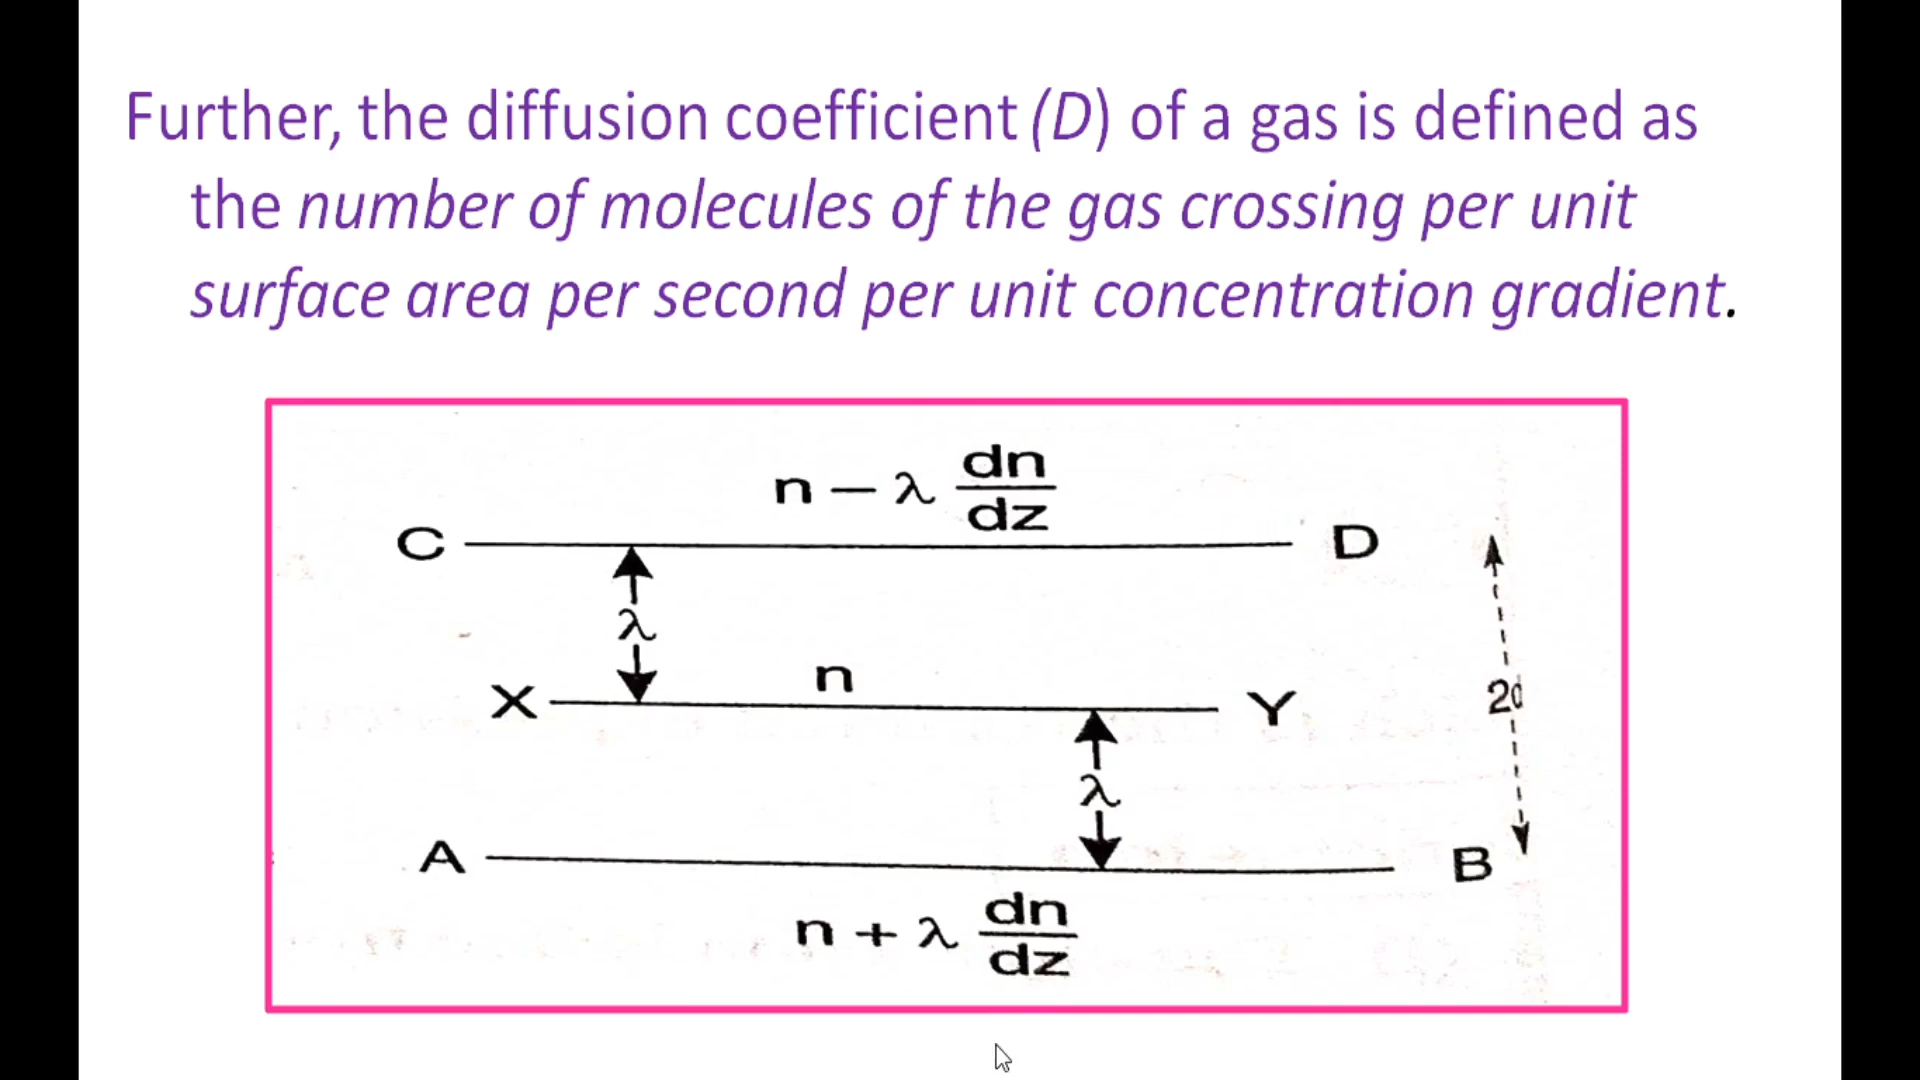 Further, the diffusion coefficient (D) of a gas is defined as
the number of molecules of the gas crossing per unit
surface area per second per unit concentration gradient.
n − λ dn/dz
C D
λ
X n Y
2d
λ
A B
n + λ dn/dz